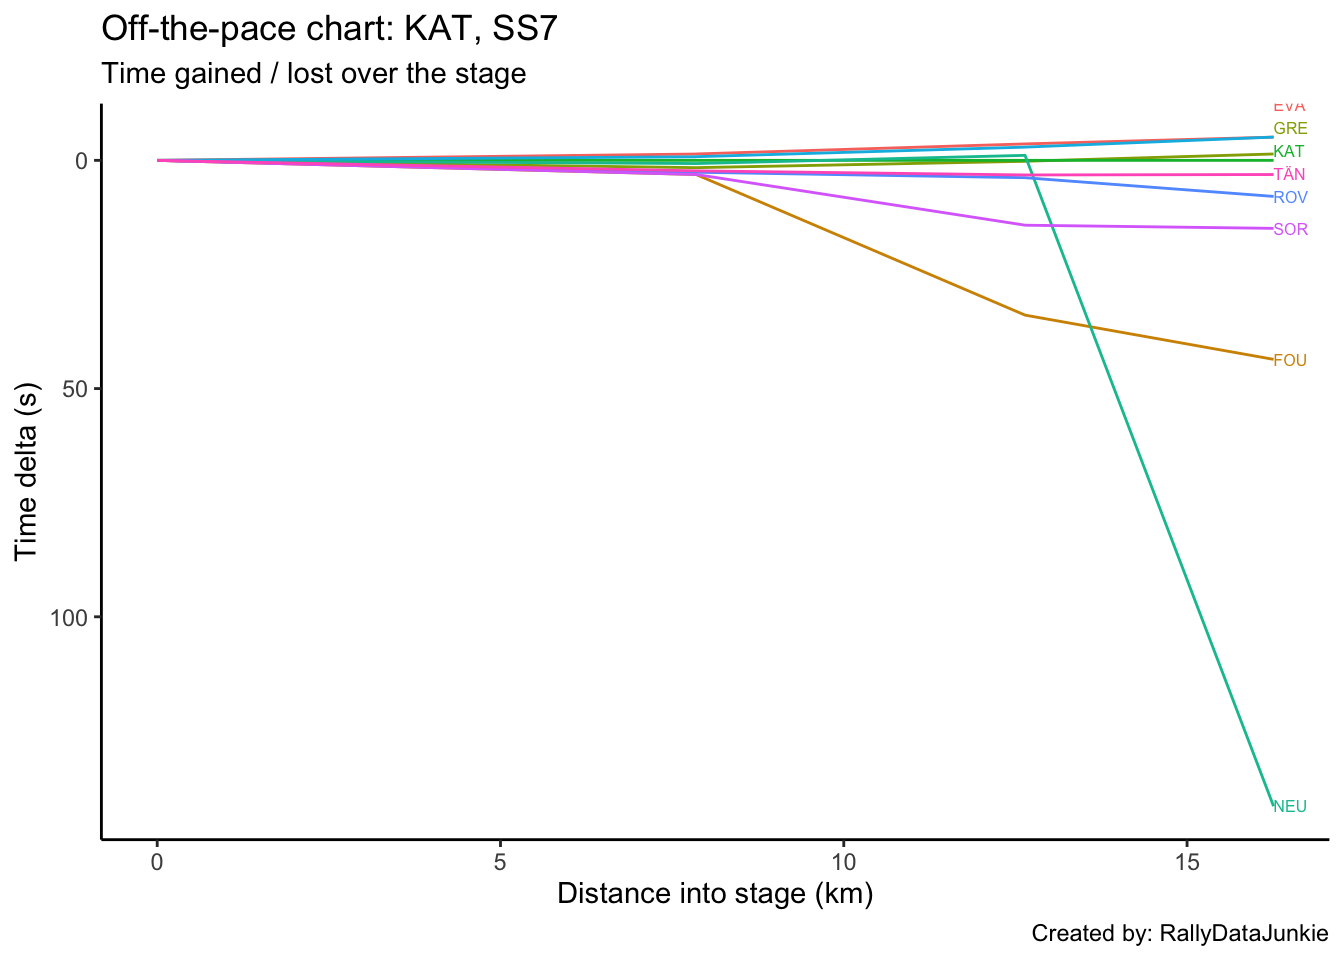 Off-the-pace chart: KAT, SS7
Time gained / lost over the stage
EVA
GRE
0
KAT
TÄN
ROV
SOR
FOU
50
Time delta (s)
100
NEU
0 5 10 15
Distance into stage (km)
Created by: RallyDataJunkie